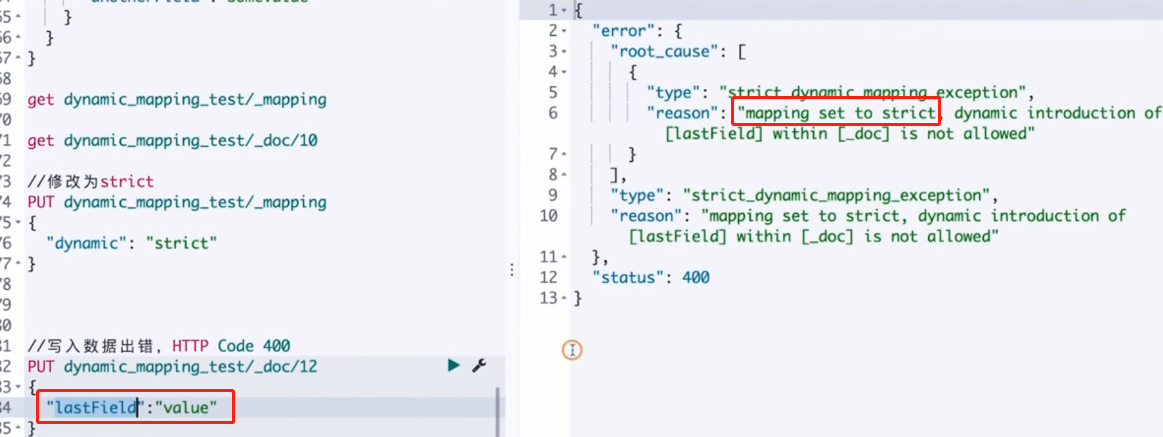 "anotherField":"someValue"
65 }
66 }
67 }
68
69 get dynamic_mapping_test/_mapping
70
71 get dynamic_mapping_test/_doc/10
72
73 //修改为strict
74 PUT dynamic_mapping_test/_mapping
75 {
76 "dynamic": "strict"
77 }
78
79
80
81 //写入数据出错，HTTP Code 400
82 PUT dynamic_mapping_test/_doc/12
83 {
84 "lastField":"value"
85 }
1 {
2 "error": {
3 "root_cause": [
4 {
5 "type": "strict_dynamic_mapping_exception",
6 "reason": "mapping set to strict, dynamic introduction of
[lastField] within [_doc] is not allowed"
7 }
8 ],
9 "type": "strict_dynamic_mapping_exception",
10 "reason": "mapping set to strict, dynamic introduction of
[lastField] within [_doc] is not allowed"
11 },
12 "status": 400
13 }